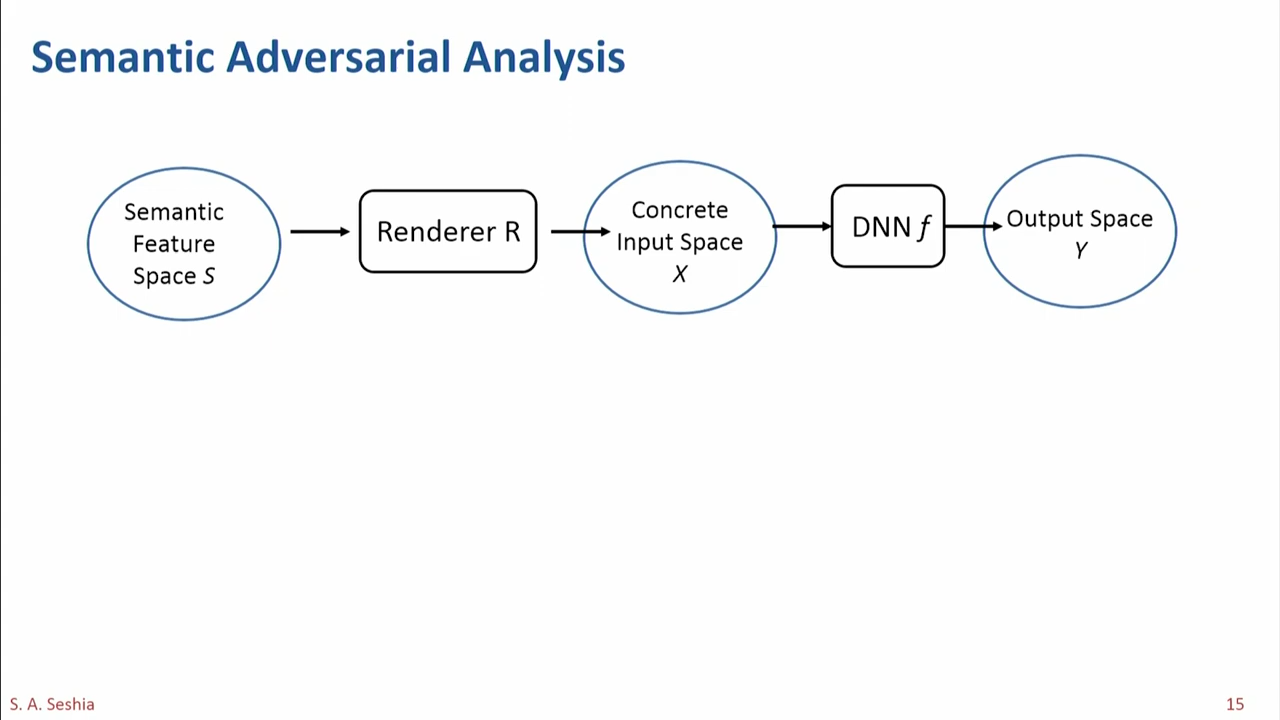 Semantic Adversarial Analysis
Semantic
Feature
Space S
Renderer R
Concrete
Input Space
X
DNN f
Output Space
Y
S. A. Seshia
15